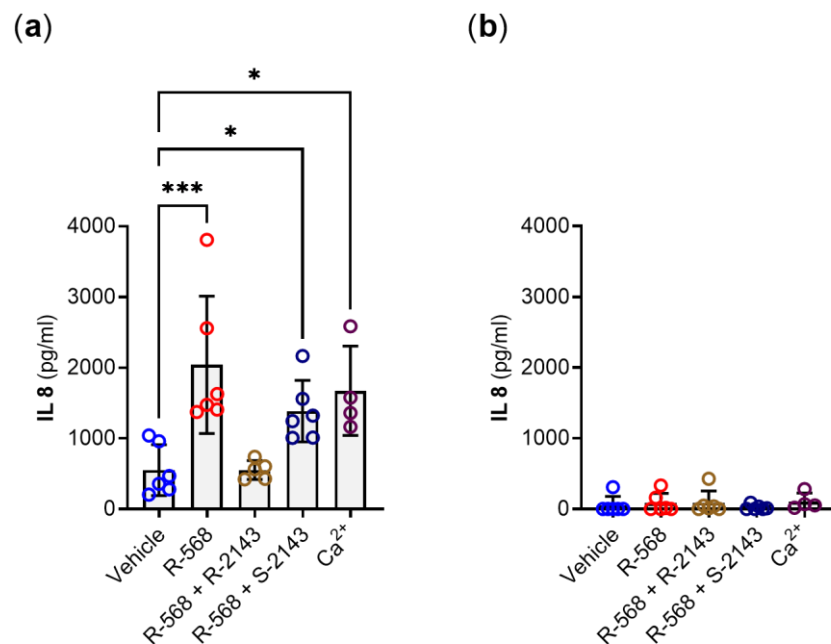 (a)
*
*
***
4000
3000
2000
1000
0
IL 8 (pg/ml)
Vehicle
R-568
R-568 + R-2143
R-568 + S-2143
Ca²⁺
(b)
4000
3000
2000
1000
0
IL 8 (pg/ml)
Vehicle
R-568
R-568 + R-2143
R-568 + S-2143
Ca²⁺